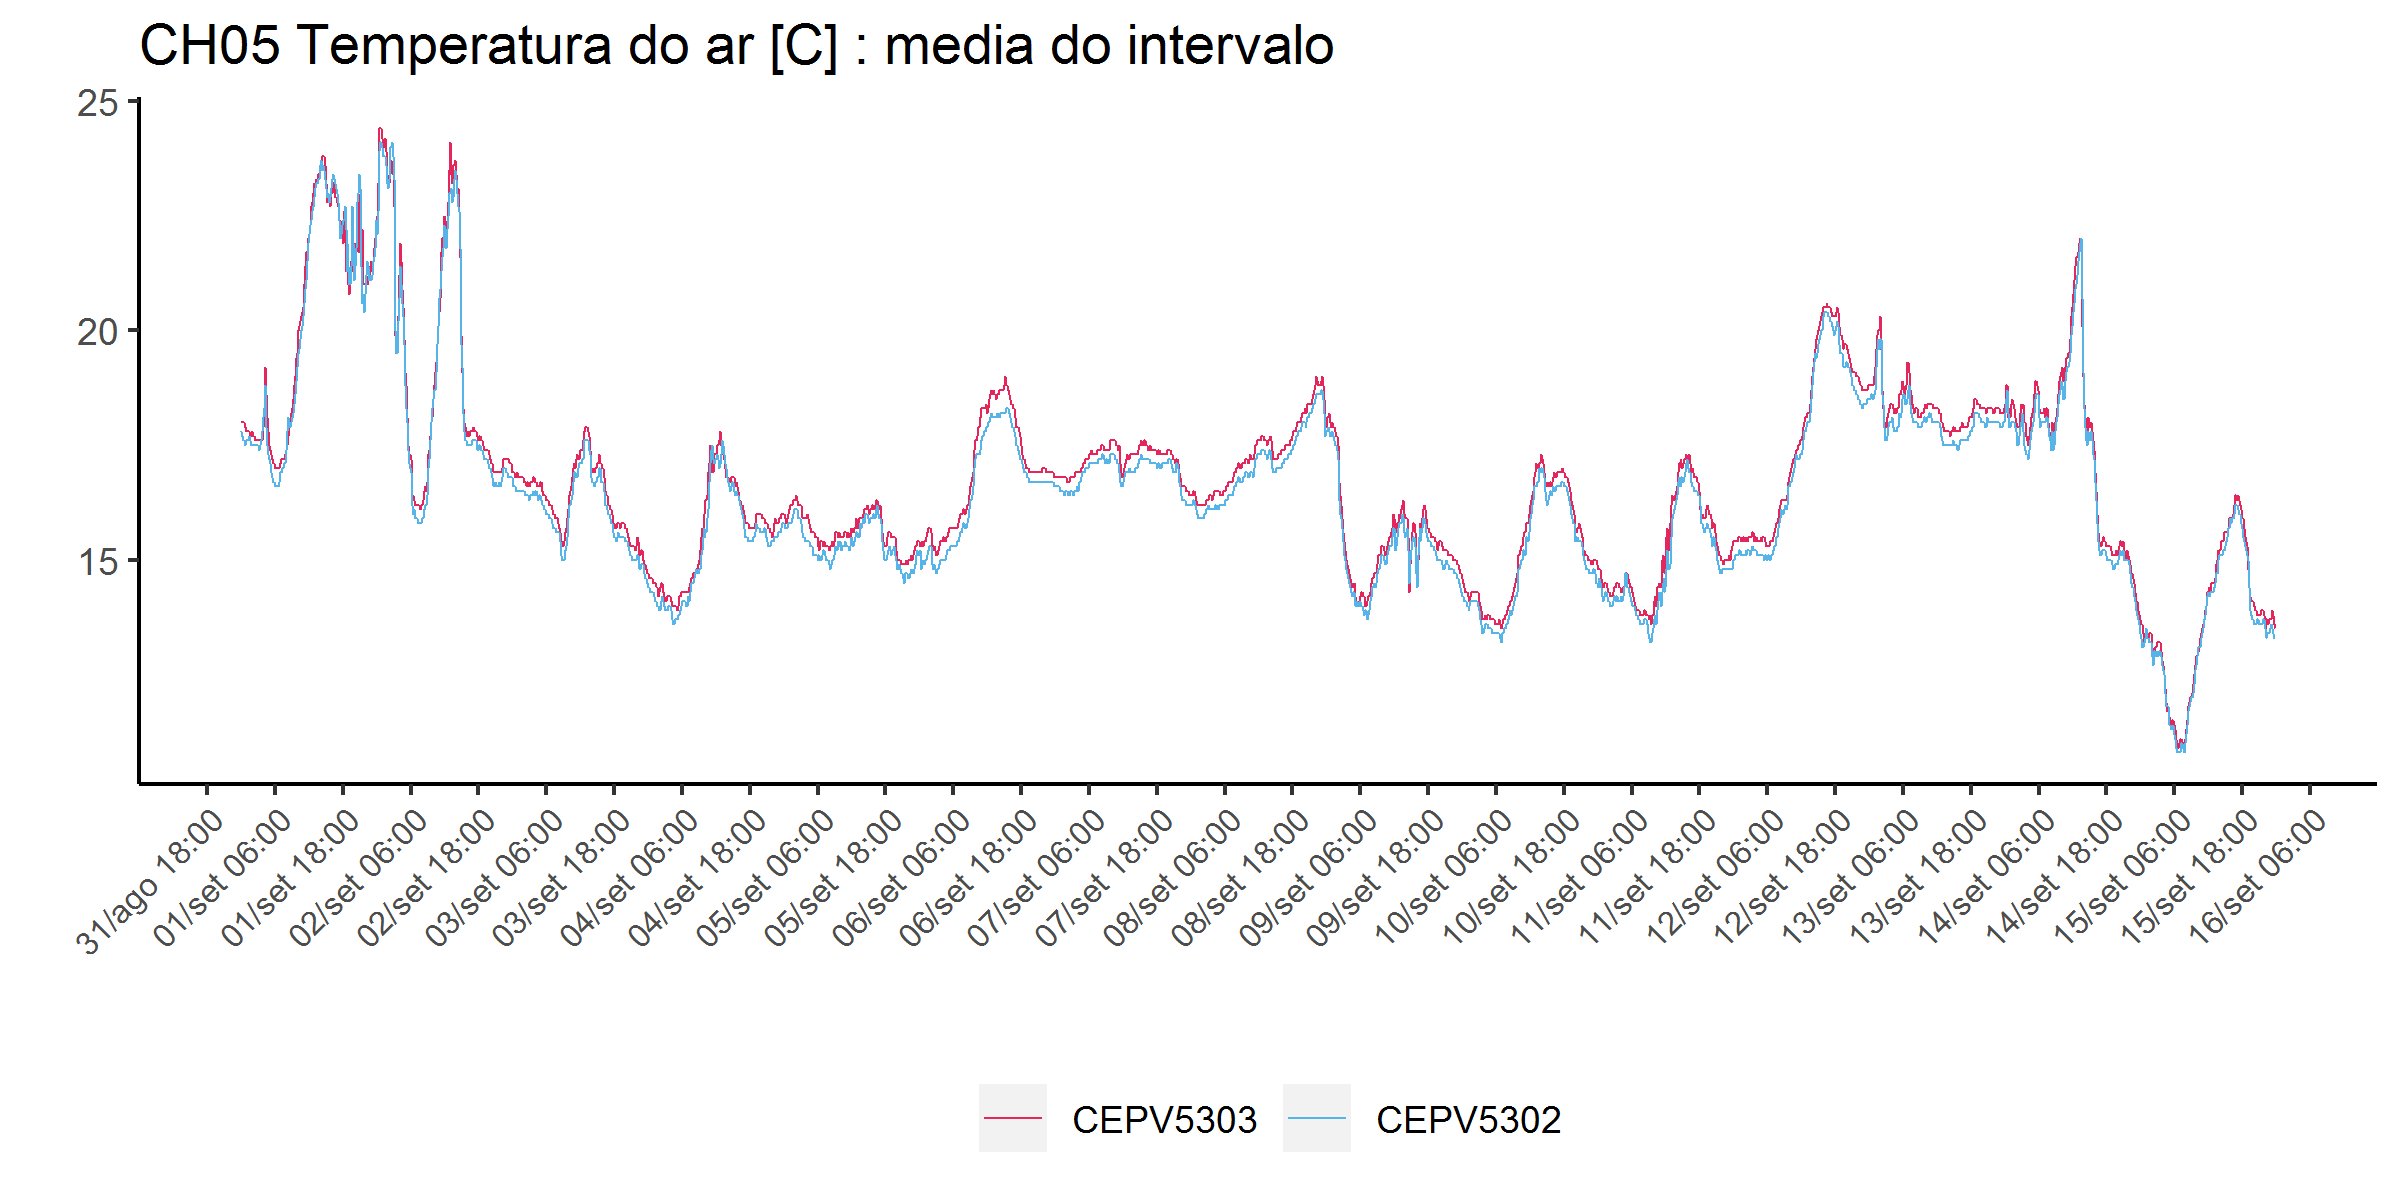 CH05 Temperatura do ar [C] : media do intervalo
25
20
15
31/ago 18:00
01/set 06:00
01/set 18:00
02/set 06:00
02/set 18:00
03/set 06:00
03/set 18:00
04/set 06:00
04/set 18:00
05/set 06:00
05/set 18:00
06/set 06:00
06/set 18:00
07/set 06:00
07/set 18:00
08/set 06:00
08/set 18:00
09/set 06:00
09/set 18:00
10/set 06:00
10/set 18:00
11/set 06:00
11/set 18:00
12/set 06:00
12/set 18:00
13/set 06:00
13/set 18:00
14/set 06:00
14/set 18:00
15/set 06:00
15/set 18:00
16/set 06:00
CEPV5303 CEPV5302